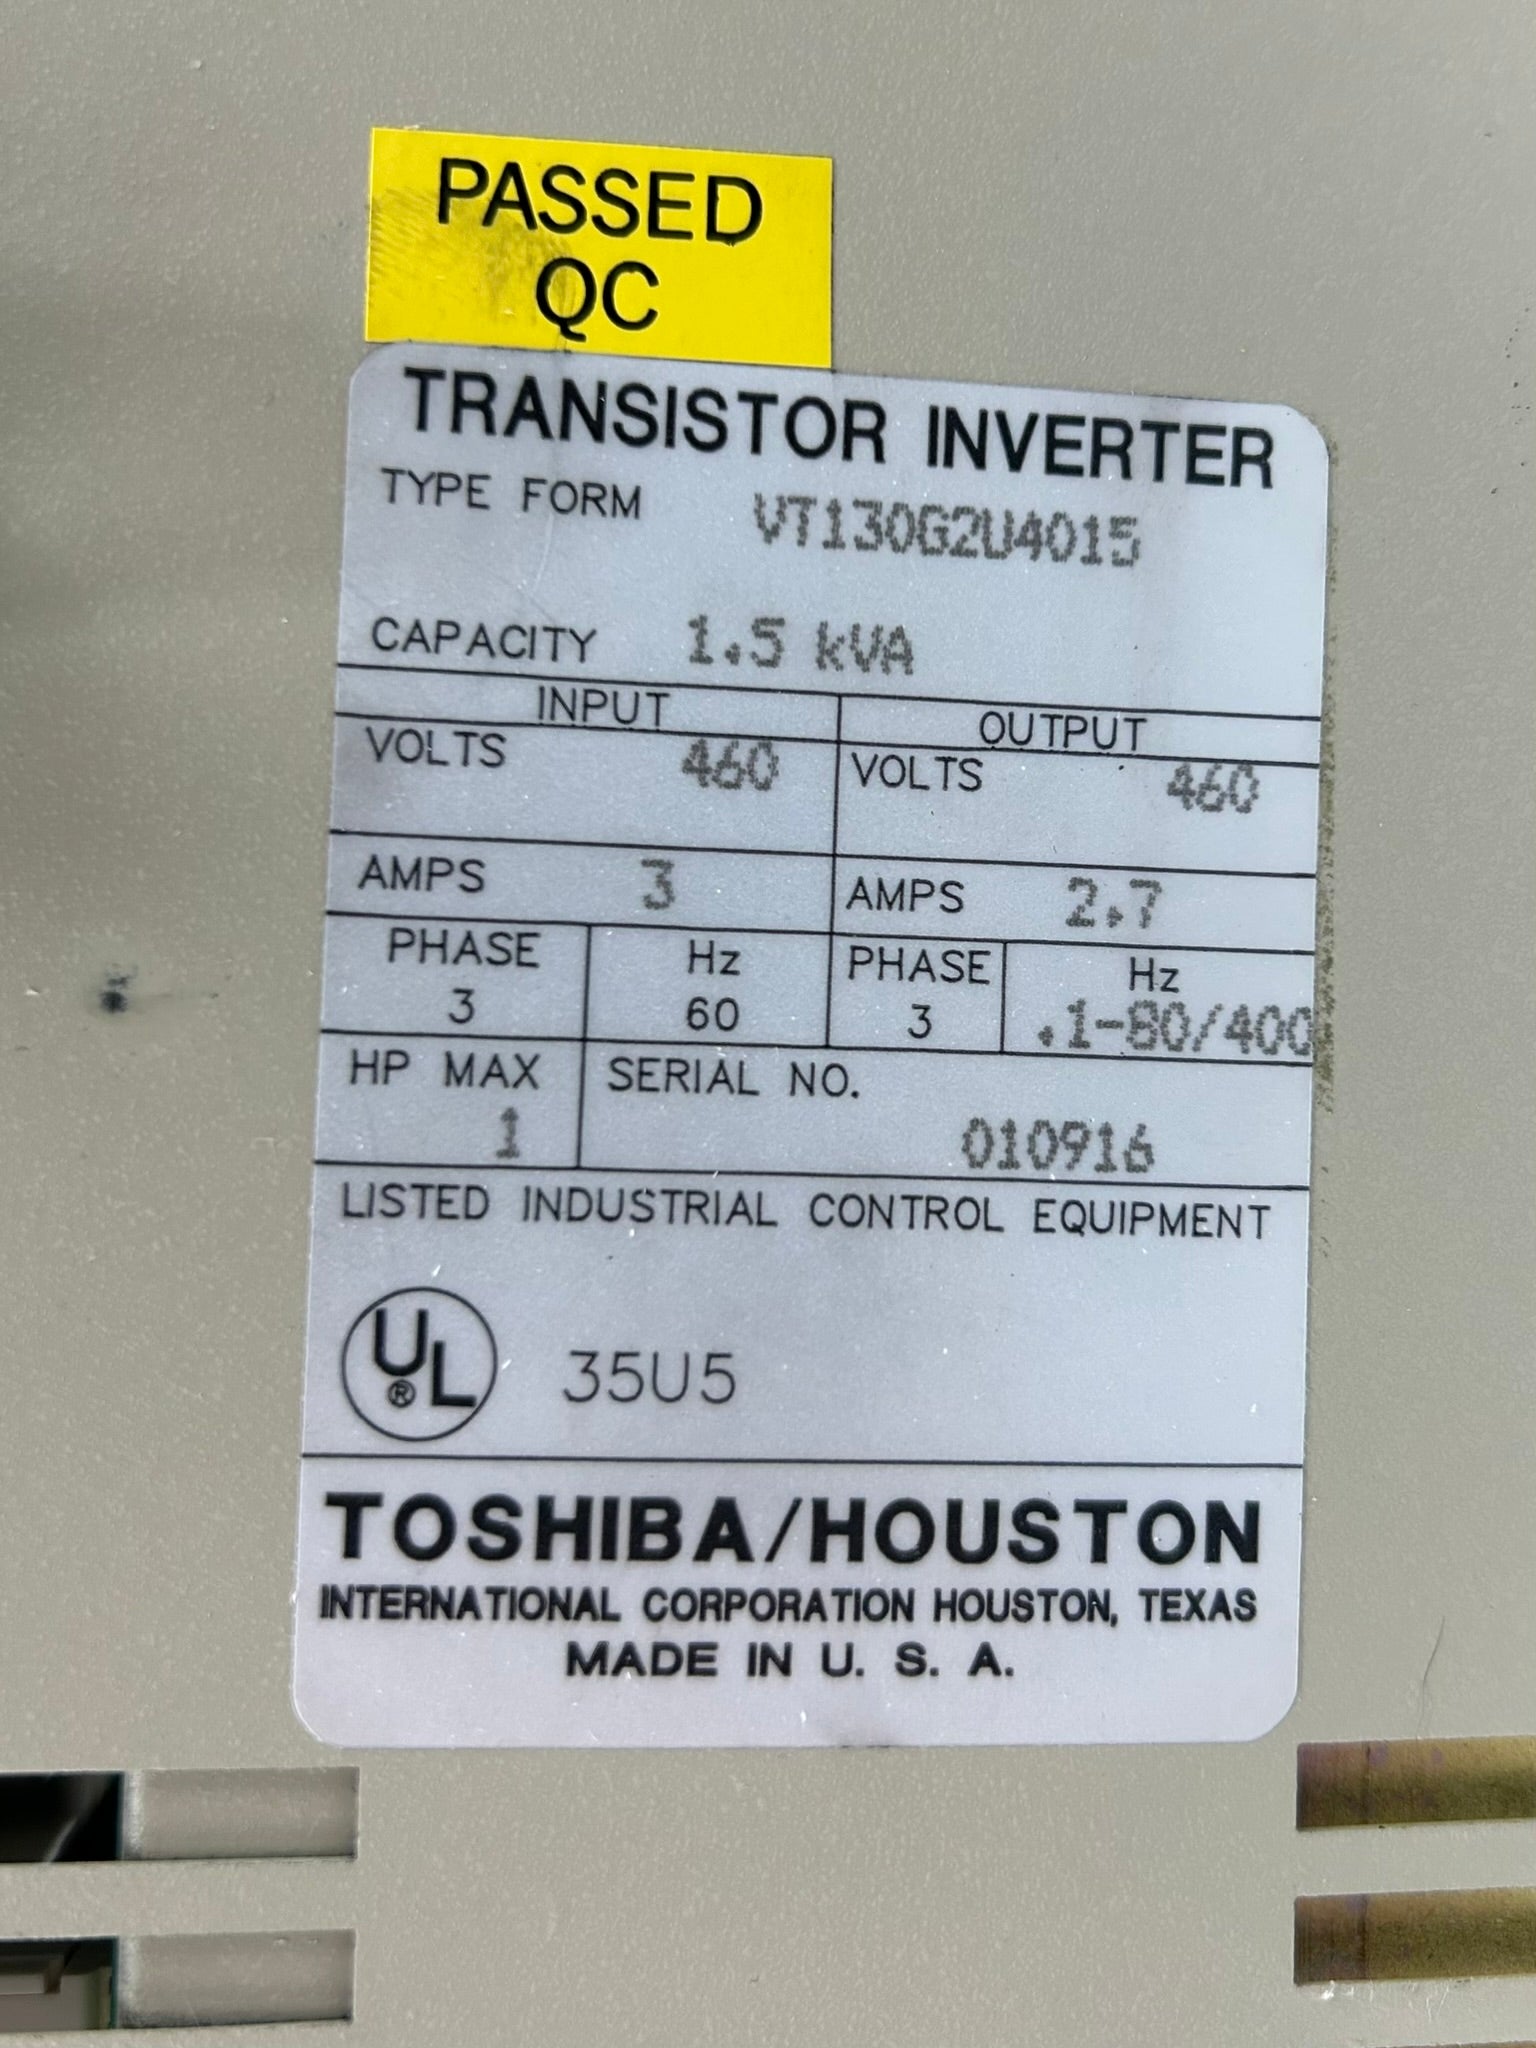 PASSED
QC
TRANSISTOR INVERTER
TYPE FORM VT130G2U4015
CAPACITY 1.5 kVA
INPUT OUTPUT
VOLTS 460 VOLTS 460
AMPS 3 AMPS 2.7
PHASE Hz PHASE Hz
3 60 3 .1-80/400
HP MAX SERIAL NO.
1 010916
LISTED INDUSTRIAL CONTROL EQUIPMENT
UL® 35U5
TOSHIBA/HOUSTON
INTERNATIONAL CORPORATION HOUSTON, TEXAS
MADE IN U. S. A.